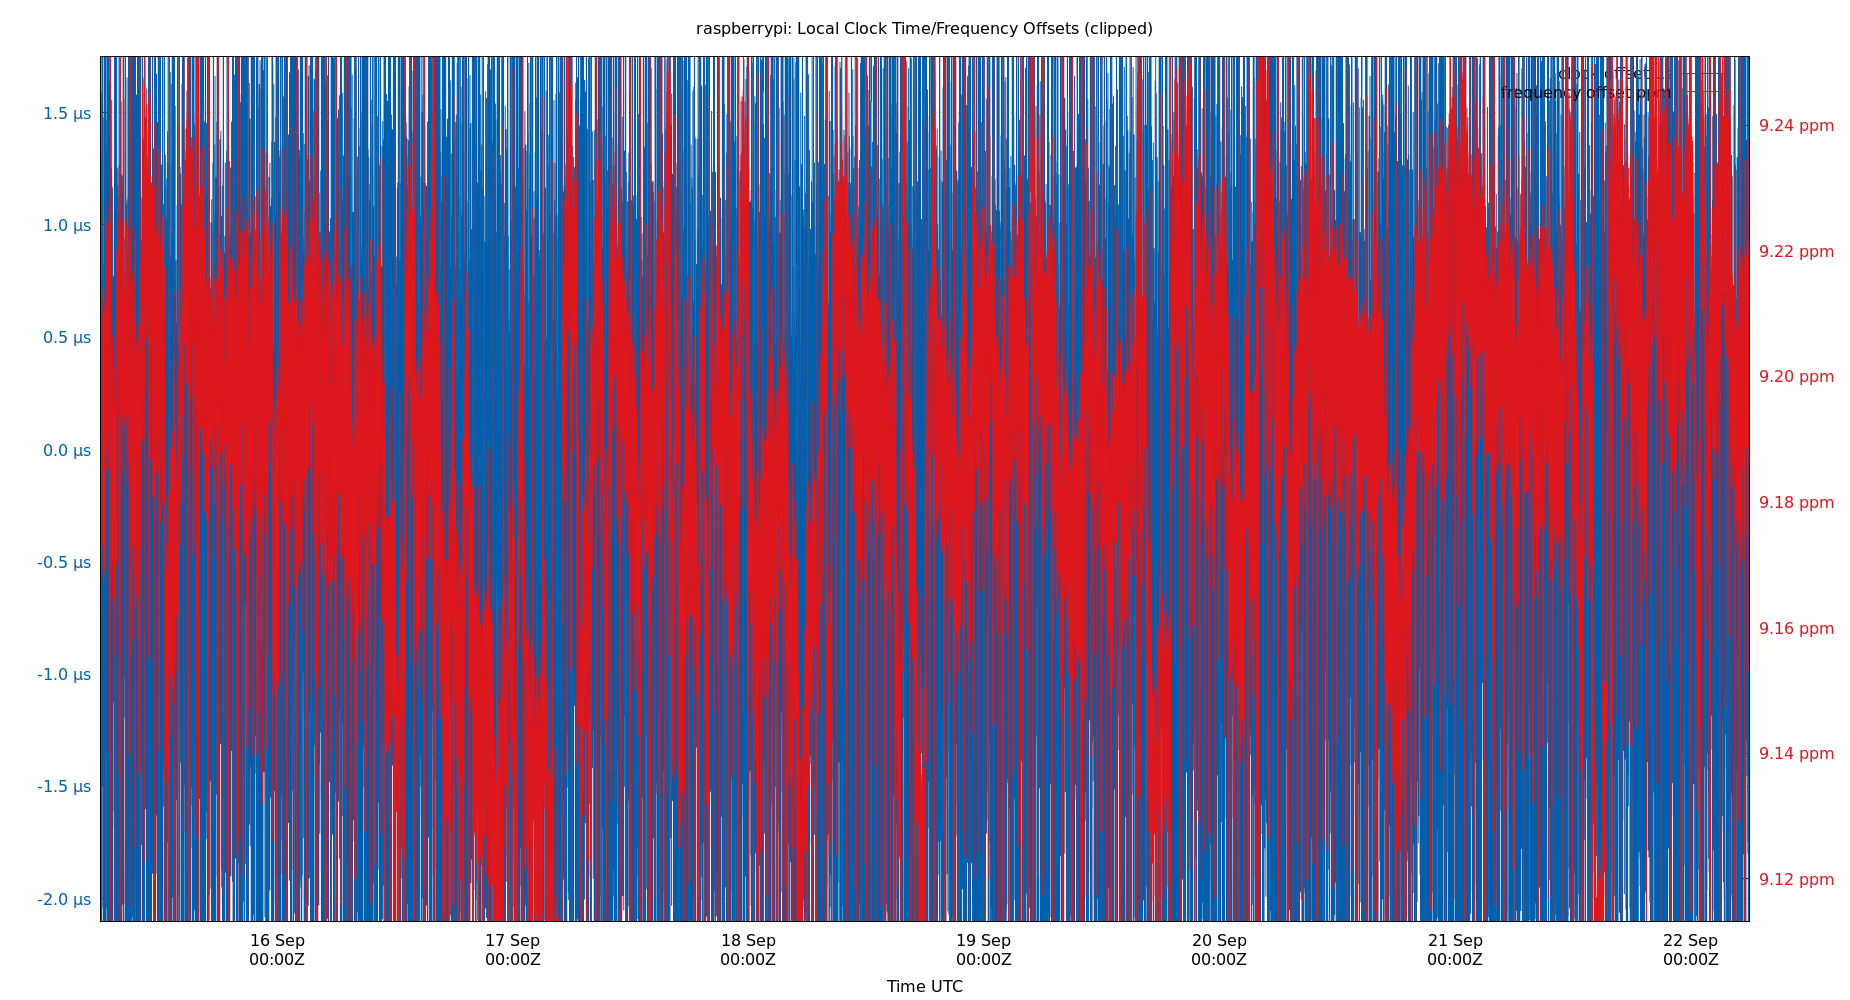 raspberrypi: Local Clock Time/Frequency Offsets (clipped)
clock offset
frequency offset ppm
1.5 µs
1.0 µs
0.5 µs
0.0 µs
-0.5 µs
-1.0 µs
-1.5 µs
-2.0 µs
9.24 ppm
9.22 ppm
9.20 ppm
9.18 ppm
9.16 ppm
9.14 ppm
9.12 ppm
16 Sep 17 Sep 18 Sep 19 Sep 20 Sep 21 Sep 22 Sep
00:00Z 00:00Z 00:00Z 00:00Z 00:00Z 00:00Z 00:00Z
Time UTC